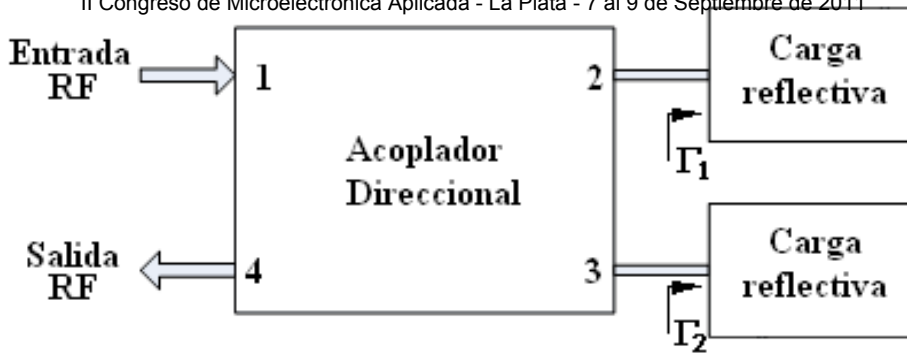 II Congreso de Microelectrónica Aplicada - La Plata - 7 al 9 de Septiembre de 2011
Entrada
RF
1
2
Carga
reflectiva
Γ1
Acoplador
Direccional
Salida
RF
4
3
Carga
reflectiva
Γ2